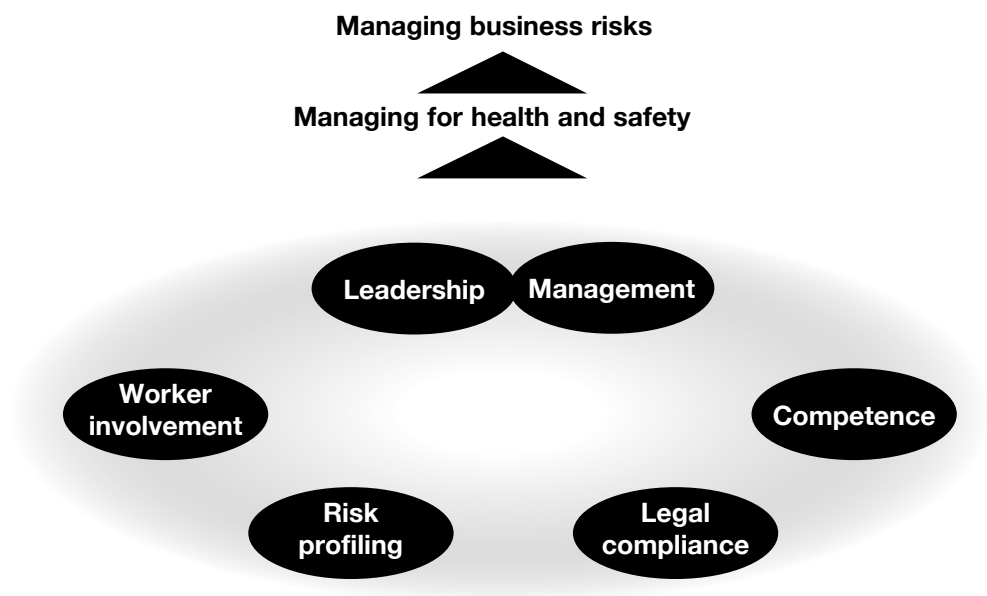 Managing business risks
Managing for health and safety
Leadership
Management
Worker
involvement
Competence
Risk
profiling
Legal
compliance